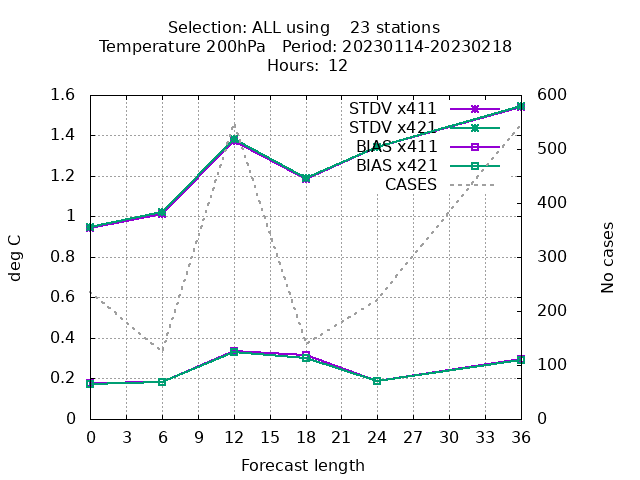 Selection: ALL using    23 stations
Temperature 200hPa   Period: 20230114-20230218
Hours: 12
1.6
1.4
1.2
1
0.8
0.6
0.4
0.2
0
600
500
400
300
200
100
0
deg C
No cases
STDV x411
STDV x421
BIAS x411
BIAS x421
CASES
0 3 6 9 12 15 18 21 24 27 30 33 36
Forecast length